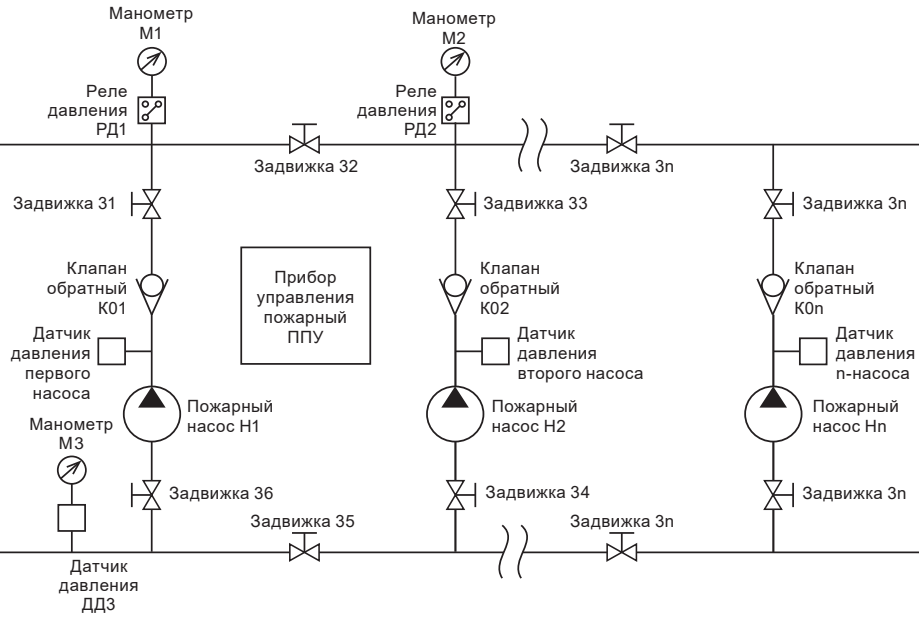 Манометр
М1
Манометр
М2
Реле
давления
РД1
Реле
давления
РД2
Задвижка 32
Задвижка 3n
Задвижка 31
Задвижка 33
Задвижка 3n
Клапан
обратный
К01
Прибор
управления
пожарный
ППУ
Клапан
обратный
К02
Клапан
обратный
К0n
Датчик
давления
первого
насоса
Датчик
давления
второго насоса
Датчик
давления
n-насоса
Пожарный
насос Н1
Пожарный
насос Н2
Пожарный
насос Нn
Манометр
М3
Задвижка 36
Задвижка 34
Задвижка 3n
Задвижка 35
Задвижка 3n
Датчик
давления
ДД3